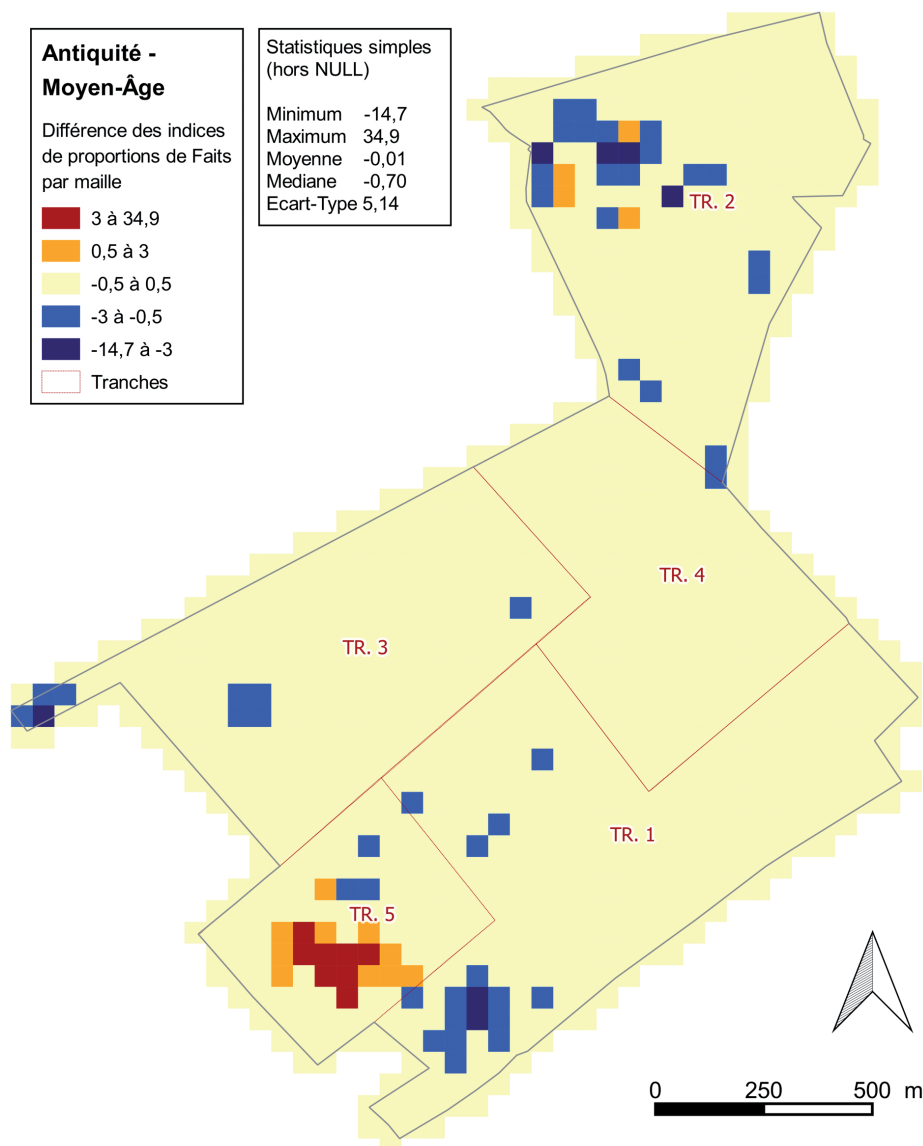 Antiquité -
Moyen-Âge
Différence des indices
de proportions de Faits
par maille
3 à 34,9
0,5 à 3
-0,5 à 0,5
-3 à -0,5
-14,7 à -3
Tranches
Statistiques simples
(hors NULL)
Minimum -14,7
Maximum 34,9
Moyenne -0,01
Mediane -0,70
Ecart-Type 5,14
TR. 2
TR. 4
TR. 3
TR. 1
TR. 5
0 250 500 m